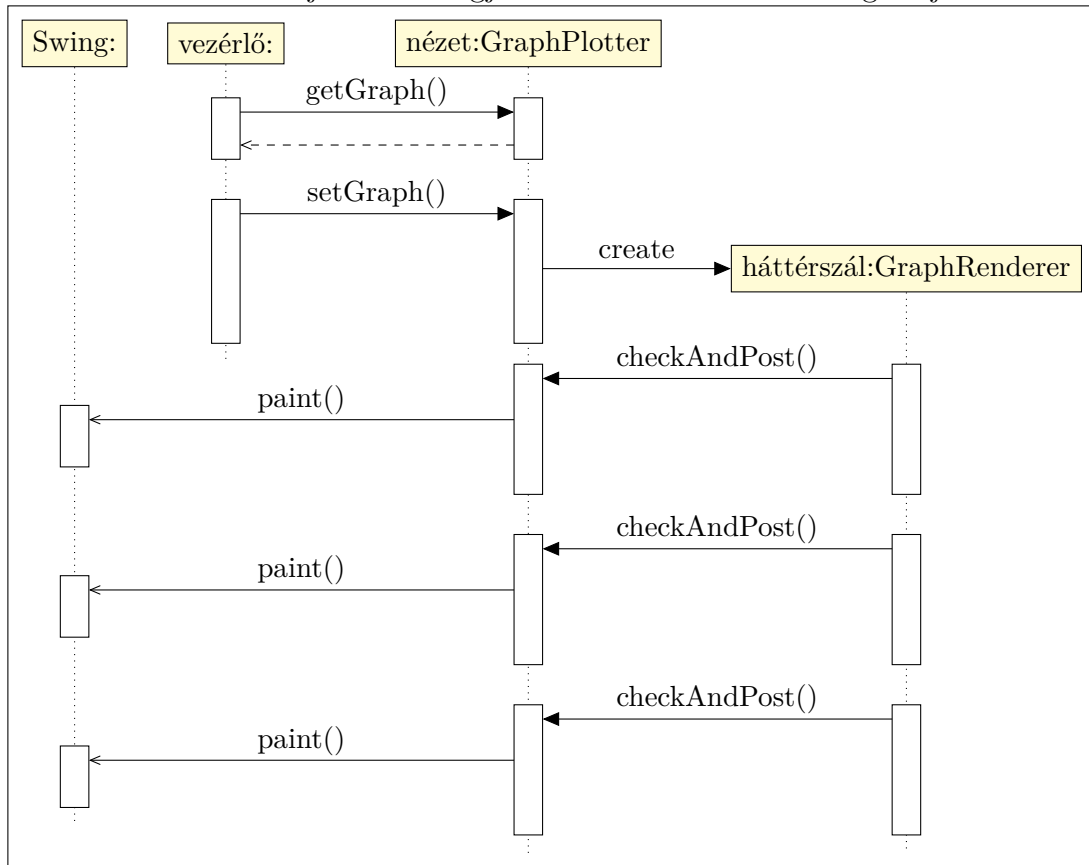 Swing:
vezérlő:
nézet:GraphPlotter
getGraph()
setGraph()
create
háttérszál:GraphRenderer
checkAndPost()
paint()
checkAndPost()
paint()
checkAndPost()
paint()